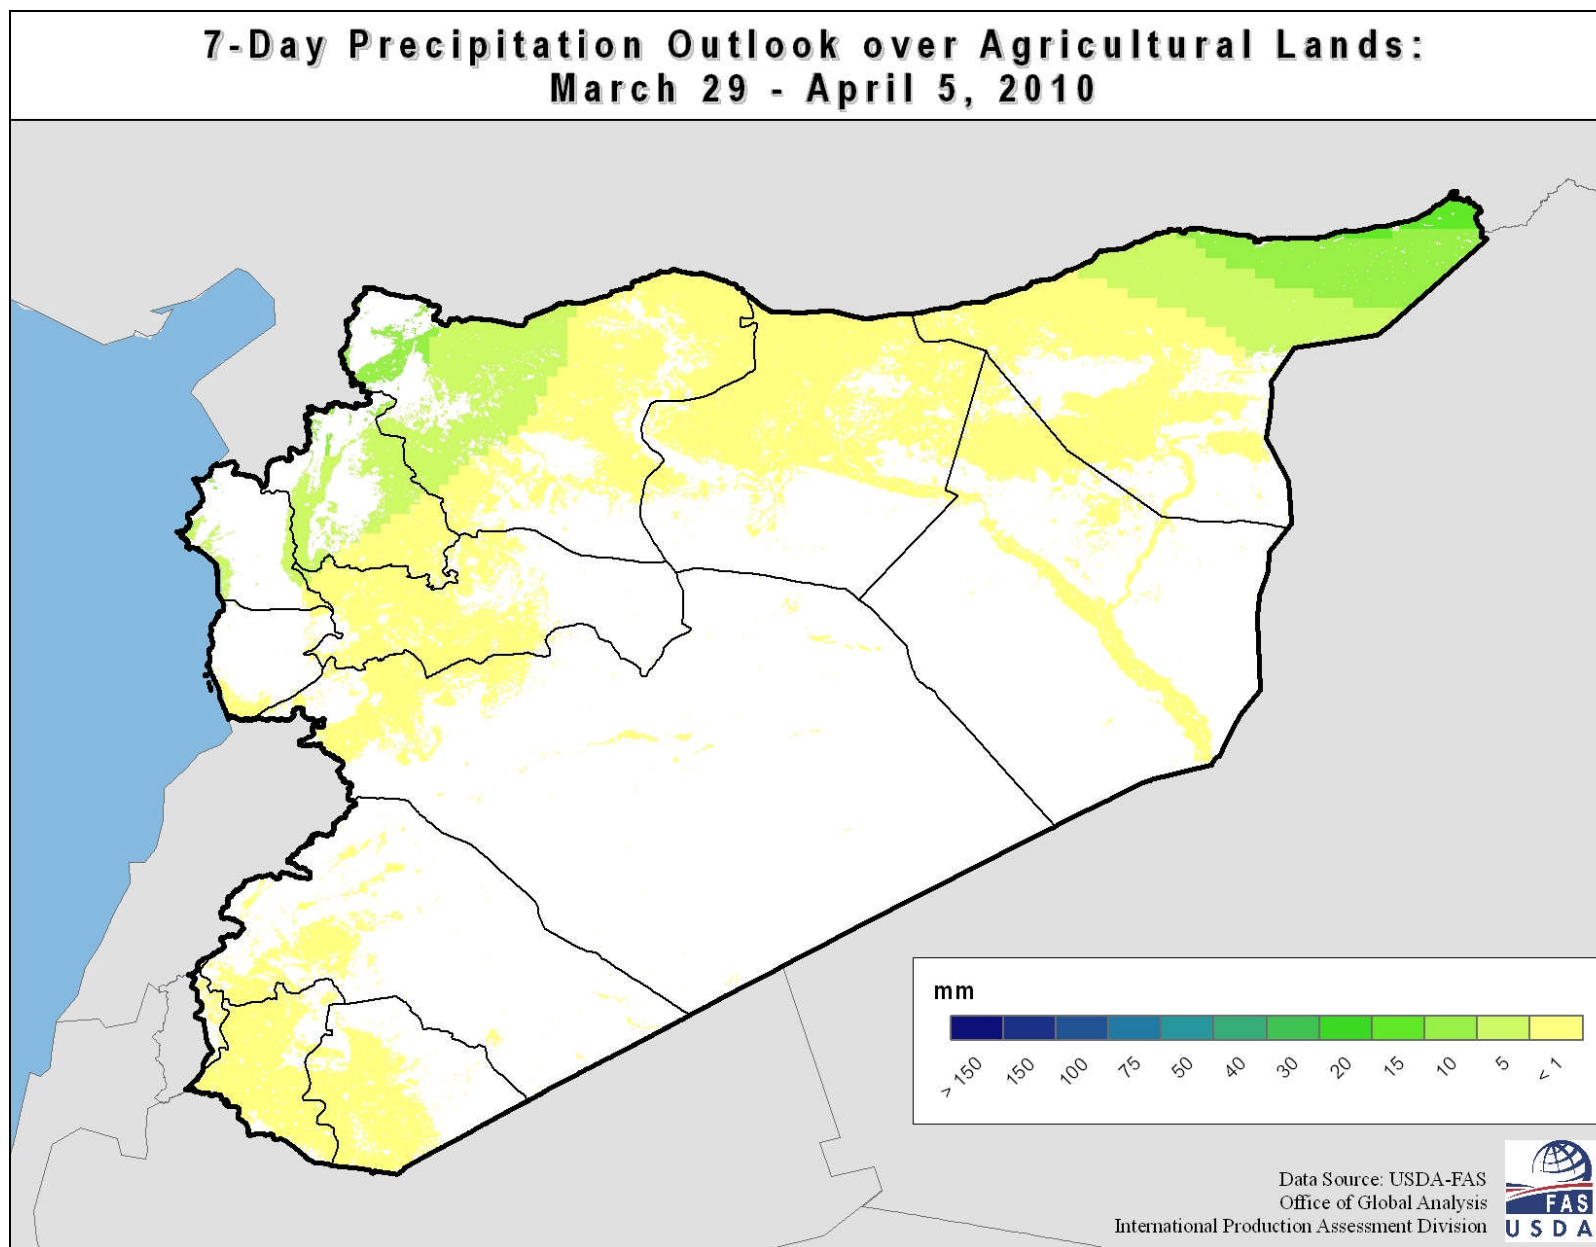 7-Day Precipitation Outlook over Agricultural Lands:
March 29 - April 5, 2010
mm
> 150
150
100
75
50
40
30
20
15
10
5
< 1
Data Source: USDA-FAS
Office of Global Analysis
International Production Assessment Division
FAS
USDA